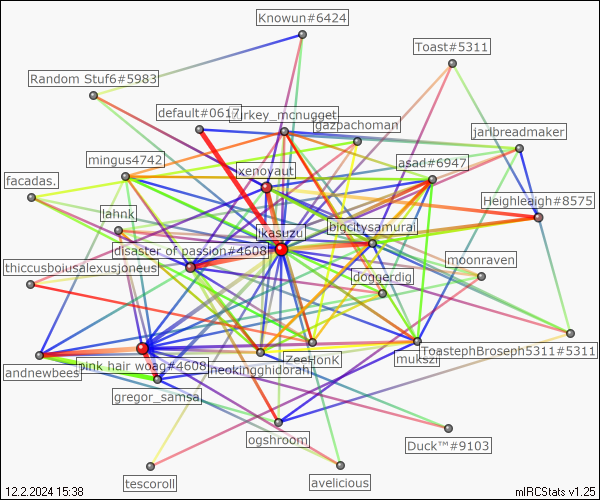 Knowun#6424
Toast#5311
Random Stuf6#5983
default#0617
turkey_mcnugget
gazpachoman
jarlbreadmaker
mingus4742
xenoyaut
asad#6947
facadas.
Heighleaigh#8575
lahnk
ikasuzu
bigcitysamurai
disaster of passion#4608
moonraven
thiccusboiusalexusjoneus
doggerdig
ToastephBroseph5311#5311
andnewbees
pink hair woag#4608
neokingghidorah
ZeeHonK
mukszi
gregor_samsa
ogshroom
Duck™#9103
tescoroll
avelicious
12.2.2024 15:38
mIRCStats v1.25